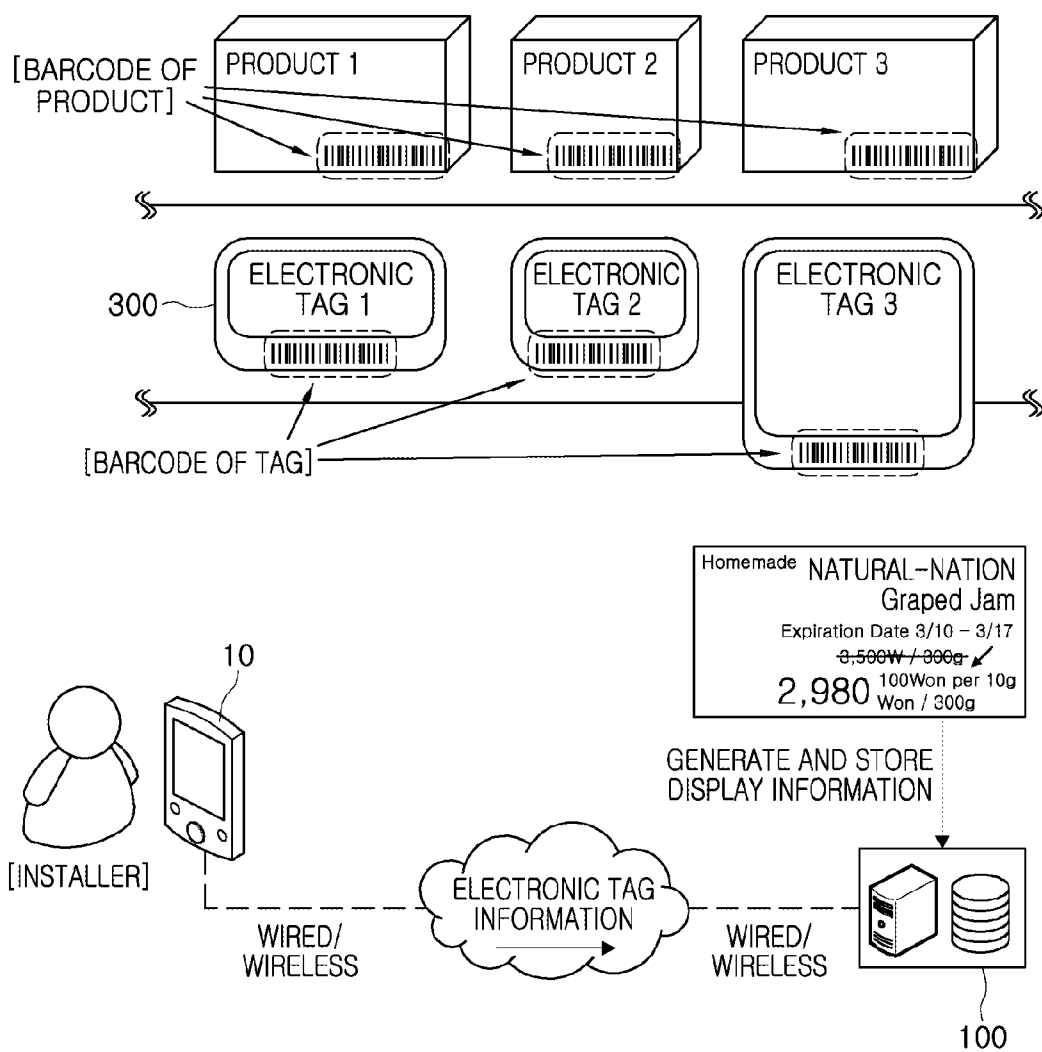 [BARCODE OF
PRODUCT]
PRODUCT 1
PRODUCT 2
PRODUCT 3
300
ELECTRONIC
TAG 1
ELECTRONIC
TAG 2
ELECTRONIC
TAG 3
[BARCODE OF TAG]
Homemade NATURAL-NATION
Graped Jam
Expiration Date 3/10 - 3/17
3,500W / 300g
2,980 100Won per 10g
Won / 300g
10
GENERATE AND STORE
DISPLAY INFORMATION
[INSTALLER]
ELECTRONIC TAG
INFORMATION
WIRED/
WIRELESS
WIRED/
WIRELESS
100